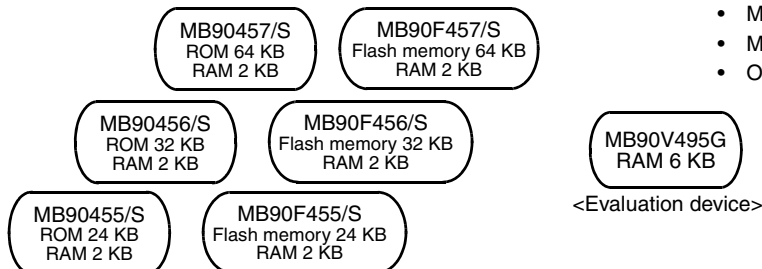 MB90457/S
ROM 64 KB
RAM 2 KB
MB90F457/S
Flash memory 64 KB
RAM 2 KB
MB90456/S
ROM 32 KB
RAM 2 KB
MB90F456/S
Flash memory 32 KB
RAM 2 KB
MB90455/S
ROM 24 KB
RAM 2 KB
MB90F455/S
Flash memory 24 KB
RAM 2 KB
MB90V495G
RAM 6 KB
<Evaluation device>